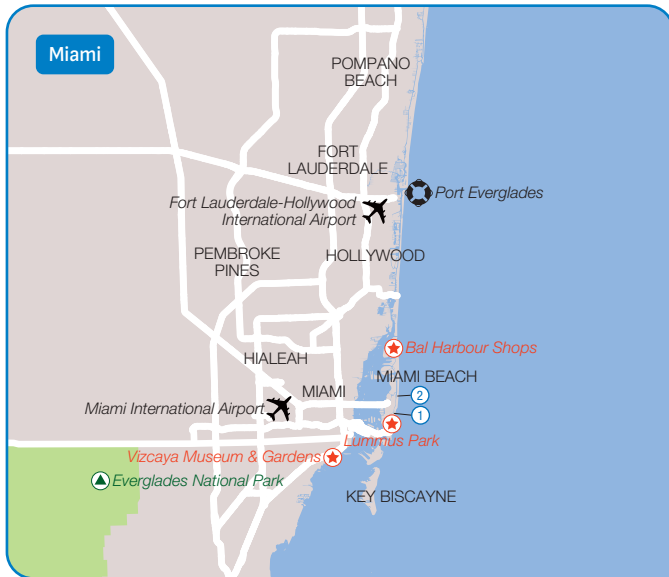 Miami
POMPANO
BEACH
FORT
LAUDERDALE
Port Everglades
Fort Lauderdale-Hollywood
International Airport
PEMBROKE
PINES
HOLLYWOOD
Bal Harbour Shops
HIALEAH
MIAMI BEACH
MIAMI
2
Miami International Airport
1
Lummus Park
Vizcaya Museum & Gardens
Everglades National Park
KEY BISCAYNE